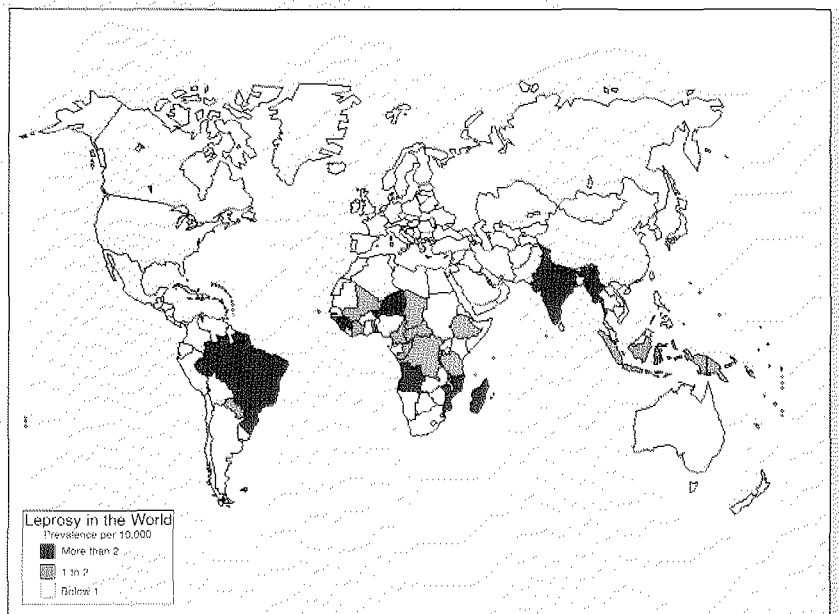 Leprosy in the World
Prevalence per 10,000
More than 2
1 to 2
Below 1